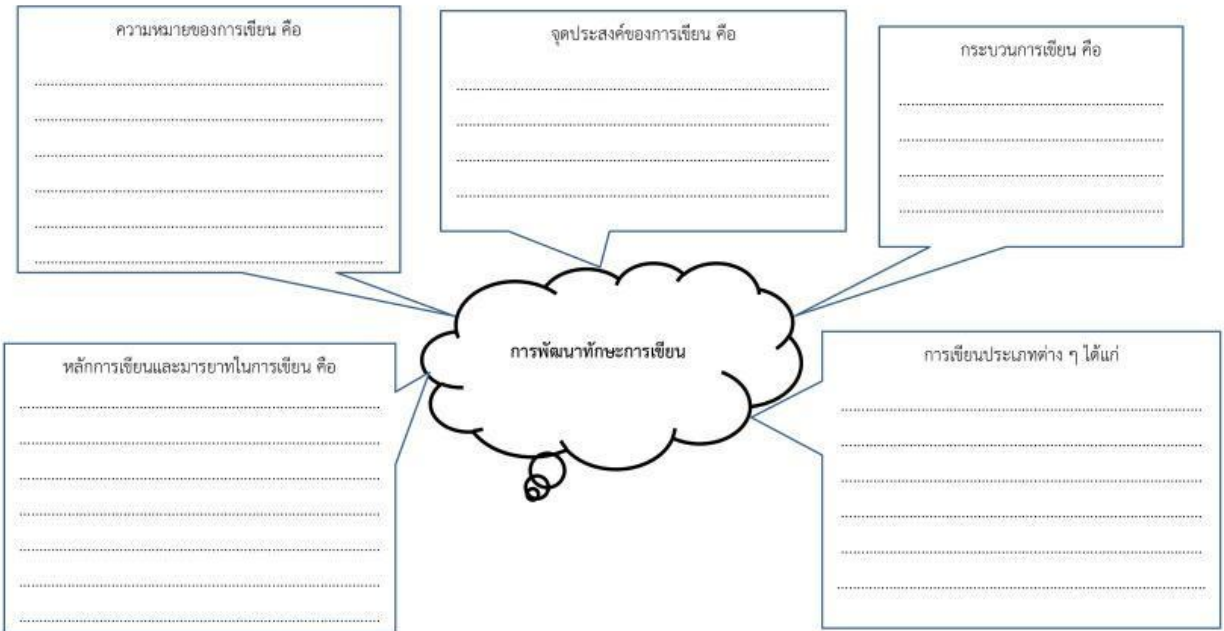 ความหมายของการเขียน คือ
จุดประสงค์ของการเขียน คือ
กระบวนการเขียน คือ
การพัฒนาทักษะการเขียน
หลักการเขียนและมารยาทในการเขียน คือ
การเขียนประเภทต่าง ๆ ได้แก่